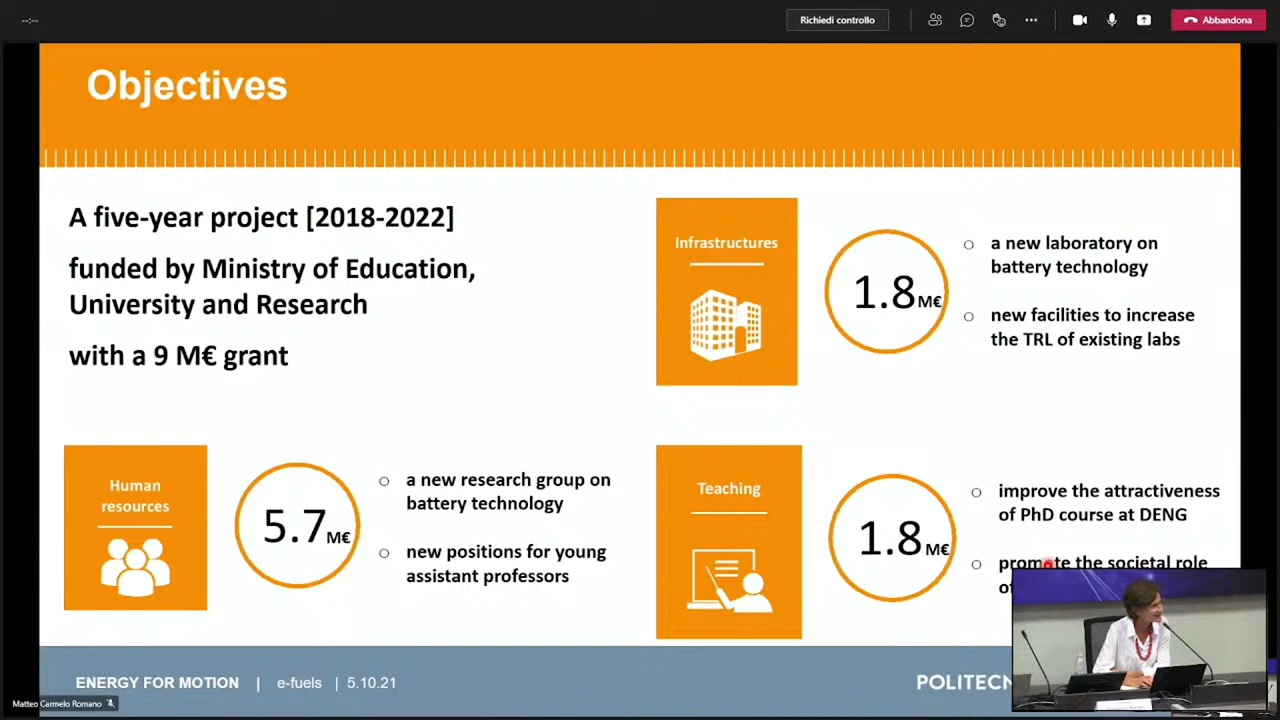 --:--
Richiedi controllo
Abbandona
Objectives
A five-year project [2018-2022]
funded by Ministry of Education,
University and Research
with a 9 M€ grant
Infrastructures
1.8 M€
a new laboratory on
battery technology
new facilities to increase
the TRL of existing labs
Human
resources
5.7 M€
a new research group on
battery technology
new positions for young
assistant professors
Teaching
1.8 M€
improve the attractiveness
of PhD course at DENG
promote the societal role
ENERGY FOR MOTION | e-fuels | 5.10.21
Matteo Carmelo Romano